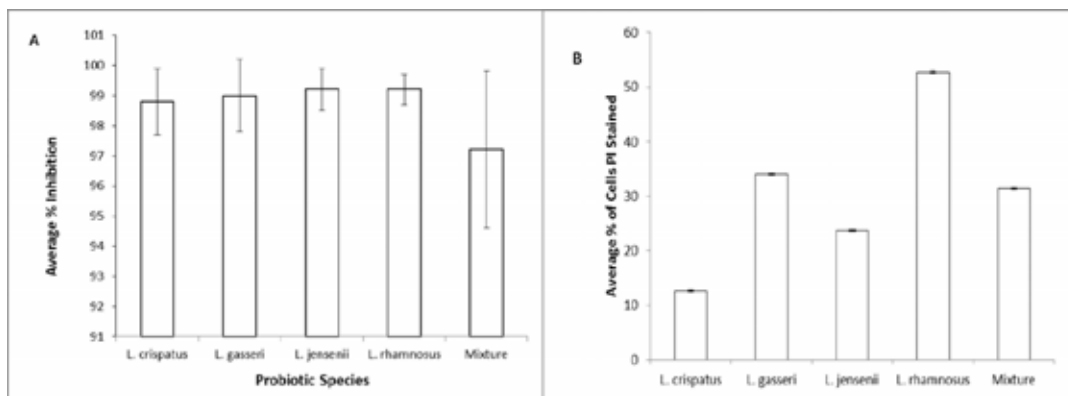 A
101
100
99
98
97
96
95
94
93
92
91
Average % Inhibition
L. crispatus L. gasseri L. jensenii L. rhamnosus Mixture
Probiotic Species
B
60
50
40
30
20
10
0
Average % of Cells PI Stained
L. crispatus L. gasseri L. jensenii L. rhamnosus Mixture